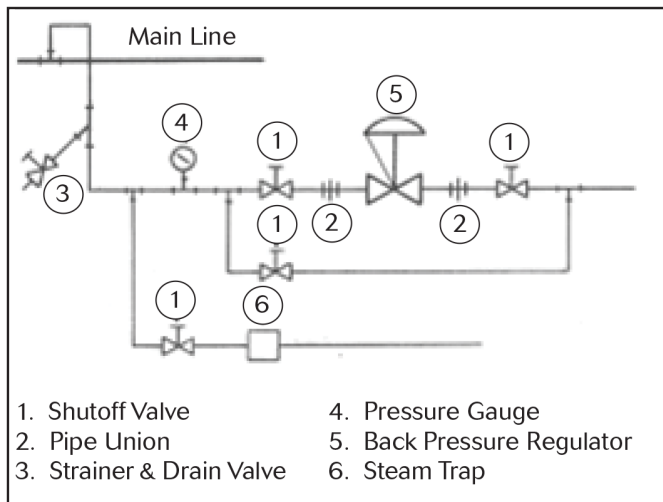 Main Line
5
4
1
1
3
2
1
2
1
6
1. Shutoff Valve
2. Pipe Union
3. Strainer & Drain Valve
4. Pressure Gauge
5. Back Pressure Regulator
6. Steam Trap